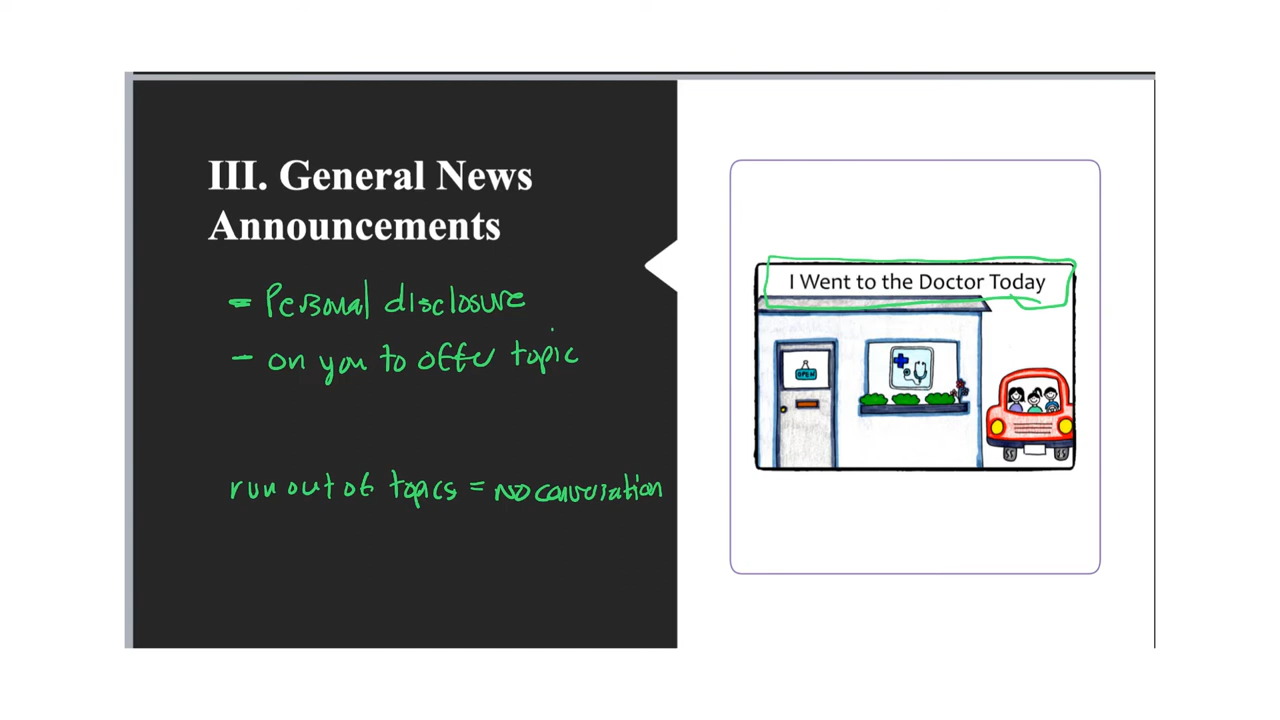 III. General News
Announcements
- Personal disclosure
- on you to offer topic
run out of topics = no conversation
I Went to the Doctor Today
OPEN